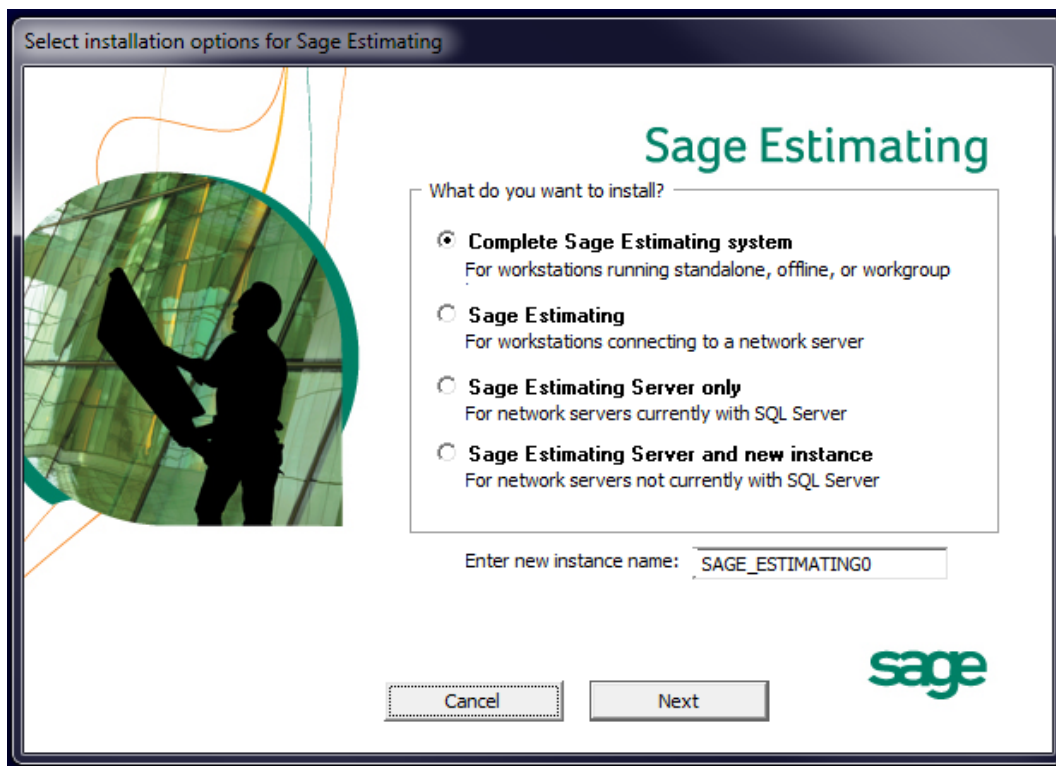 Select installation options for Sage Estimating
Sage Estimating
What do you want to install?
Complete Sage Estimating system
For workstations running standalone, offline, or workgroup
Sage Estimating
For workstations connecting to a network server
Sage Estimating Server only
For network servers currently with SQL Server
Sage Estimating Server and new instance
For network servers not currently with SQL Server
Enter new instance name: SAGE_ESTIMATING0
sage
Cancel Next